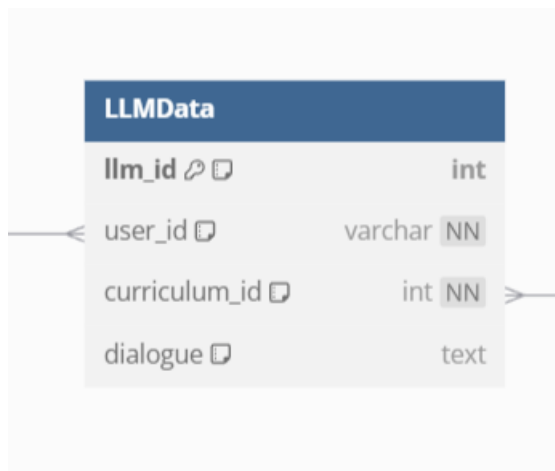 LLMData
llm_id int
user_id varchar NN
curriculum_id int NN
dialogue text